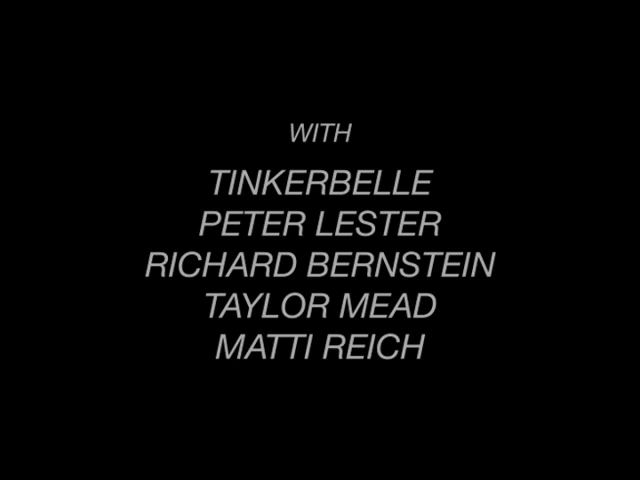 WITH
TINKERBELLE
PETER LESTER
RICHARD BERNSTEIN
TAYLOR MEAD
MATTI REICH